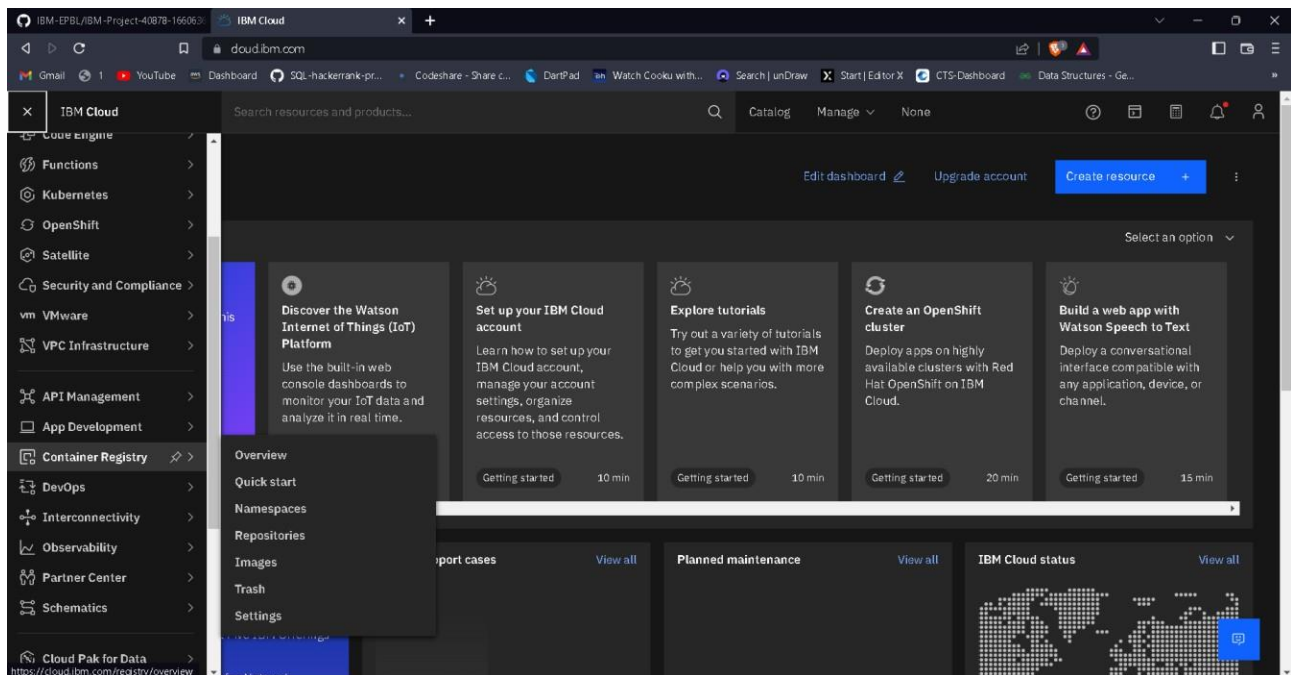 IBM-EPBL/IBM-Project-40878-166063
IBM Cloud
cloud.ibm.com
Gmail
1
YouTube
Dashboard
SQL-hackerrank-pr...
Codeshare - Share c...
DartPad
Watch Cooku with...
Search | unDraw
Start | Editor X
CTS-Dashboard
Data Structures - Ge...
IBM Cloud
Search resources and products...
Catalog
Manage
None
Code Engine
Functions
Kubernetes
OpenShift
Satellite
Security and Compliance
vm VMware
VPC Infrastructure
API Management
App Development
Container Registry
DevOps
Interconnectivity
Observability
Partner Center
Schematics
Cloud Pak for Data
https://cloud.ibm.com/registry/overview
Overview
Quick start
Namespaces
Repositories
Images
Trash
Settings
Edit dashboard
Upgrade account
Create resource +
Select an option
Discover the Watson
Internet of Things (IoT)
Platform
Use the built-in web
console dashboards to
monitor your IoT data and
analyze it in real time.
Set up your IBM Cloud
account
Learn how to set up your
IBM Cloud account,
manage your account
settings, organize
resources, and control
access to those resources.
Getting started 10 min
Explore tutorials
Try out a variety of tutorials
to get you started with IBM
Cloud or help you with more
complex scenarios.
Getting started 10 min
Create an OpenShift
cluster
Deploy apps on highly
available clusters with Red
Hat OpenShift on IBM
Cloud.
Getting started 20 min
Build a web app with
Watson Speech to Text
Deploy a conversational
interface compatible with
any application, device, or
channel.
Getting started 15 min
cases View all
Planned maintenance View all
IBM Cloud status View all